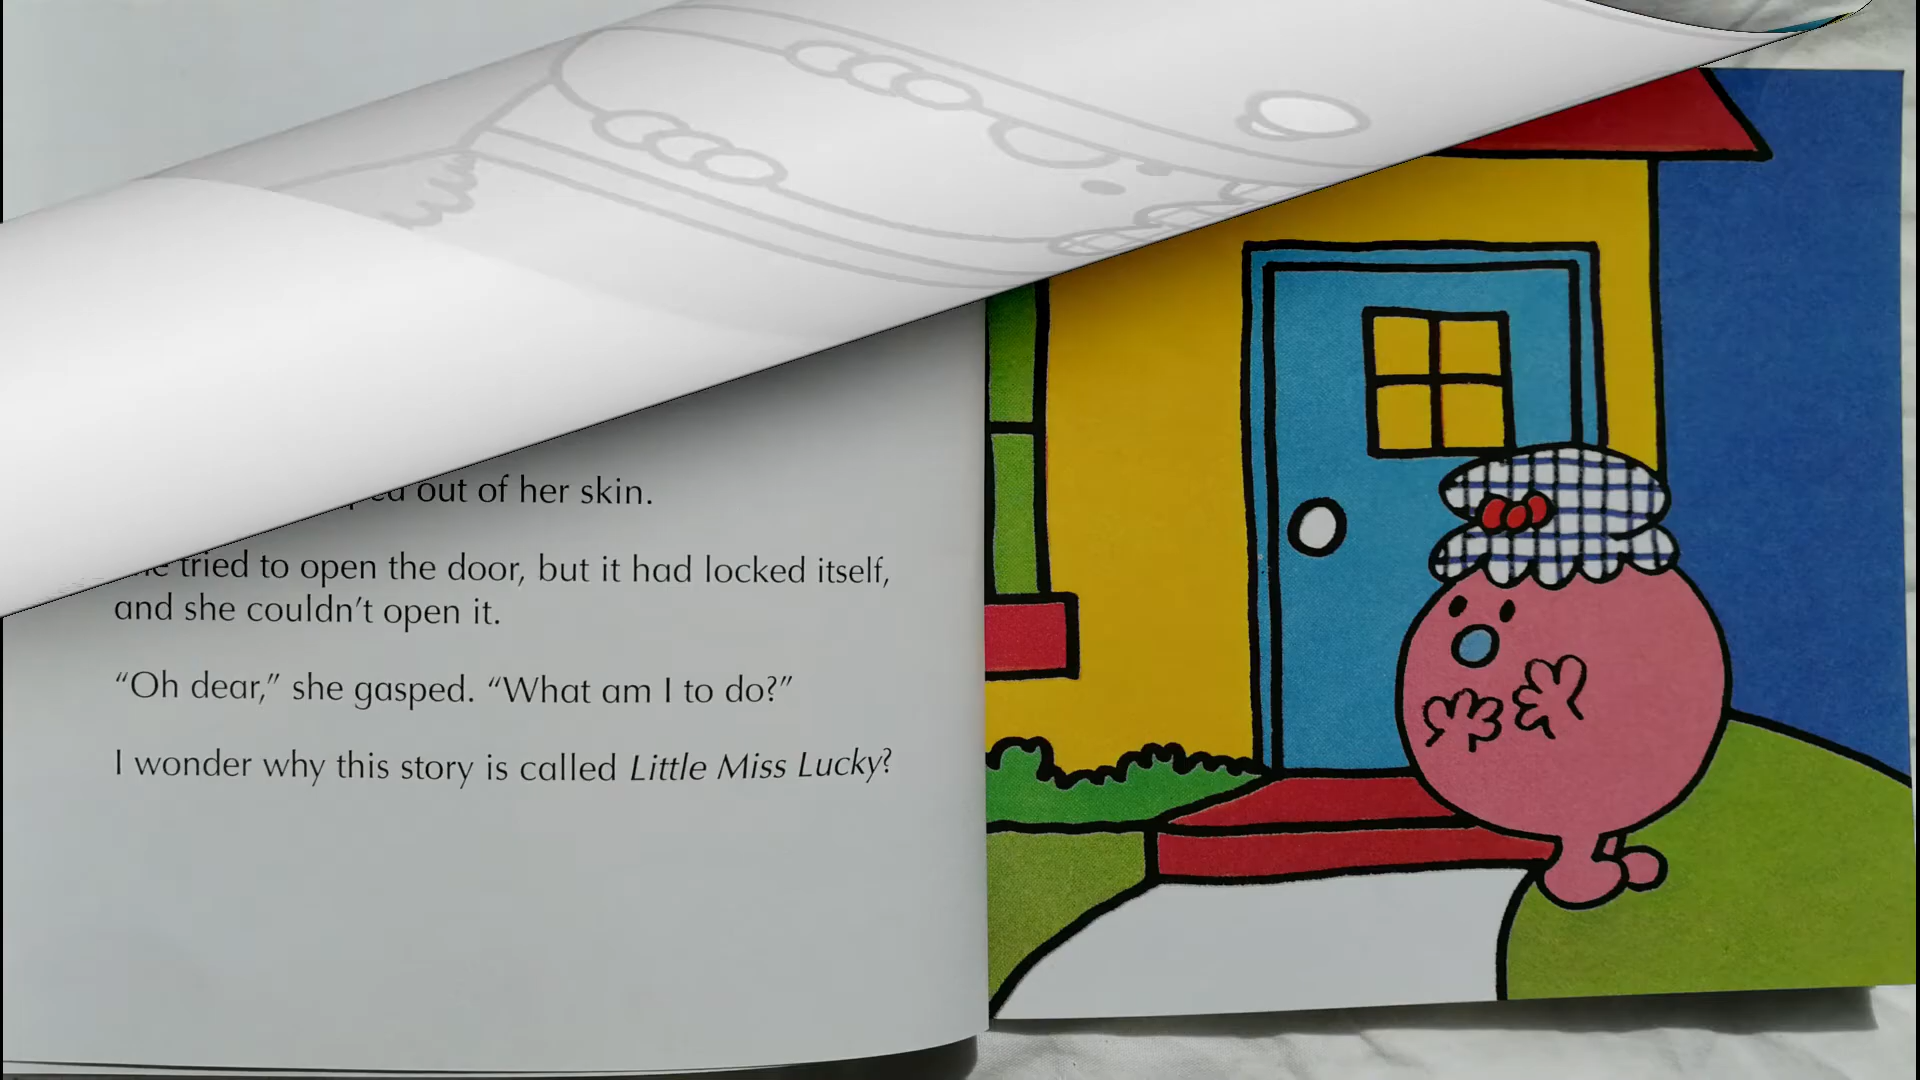 out of her skin.
tried to open the door, but it had locked itself,
and she couldn’t open it.
“Oh dear,” she gasped. “What am I to do?”
I wonder why this story is called Little Miss Lucky?